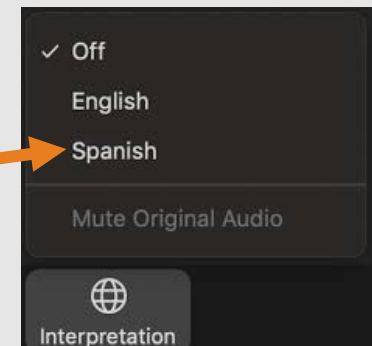 ✓ Off
English
Spanish
Mute Original Audio
Interpretation